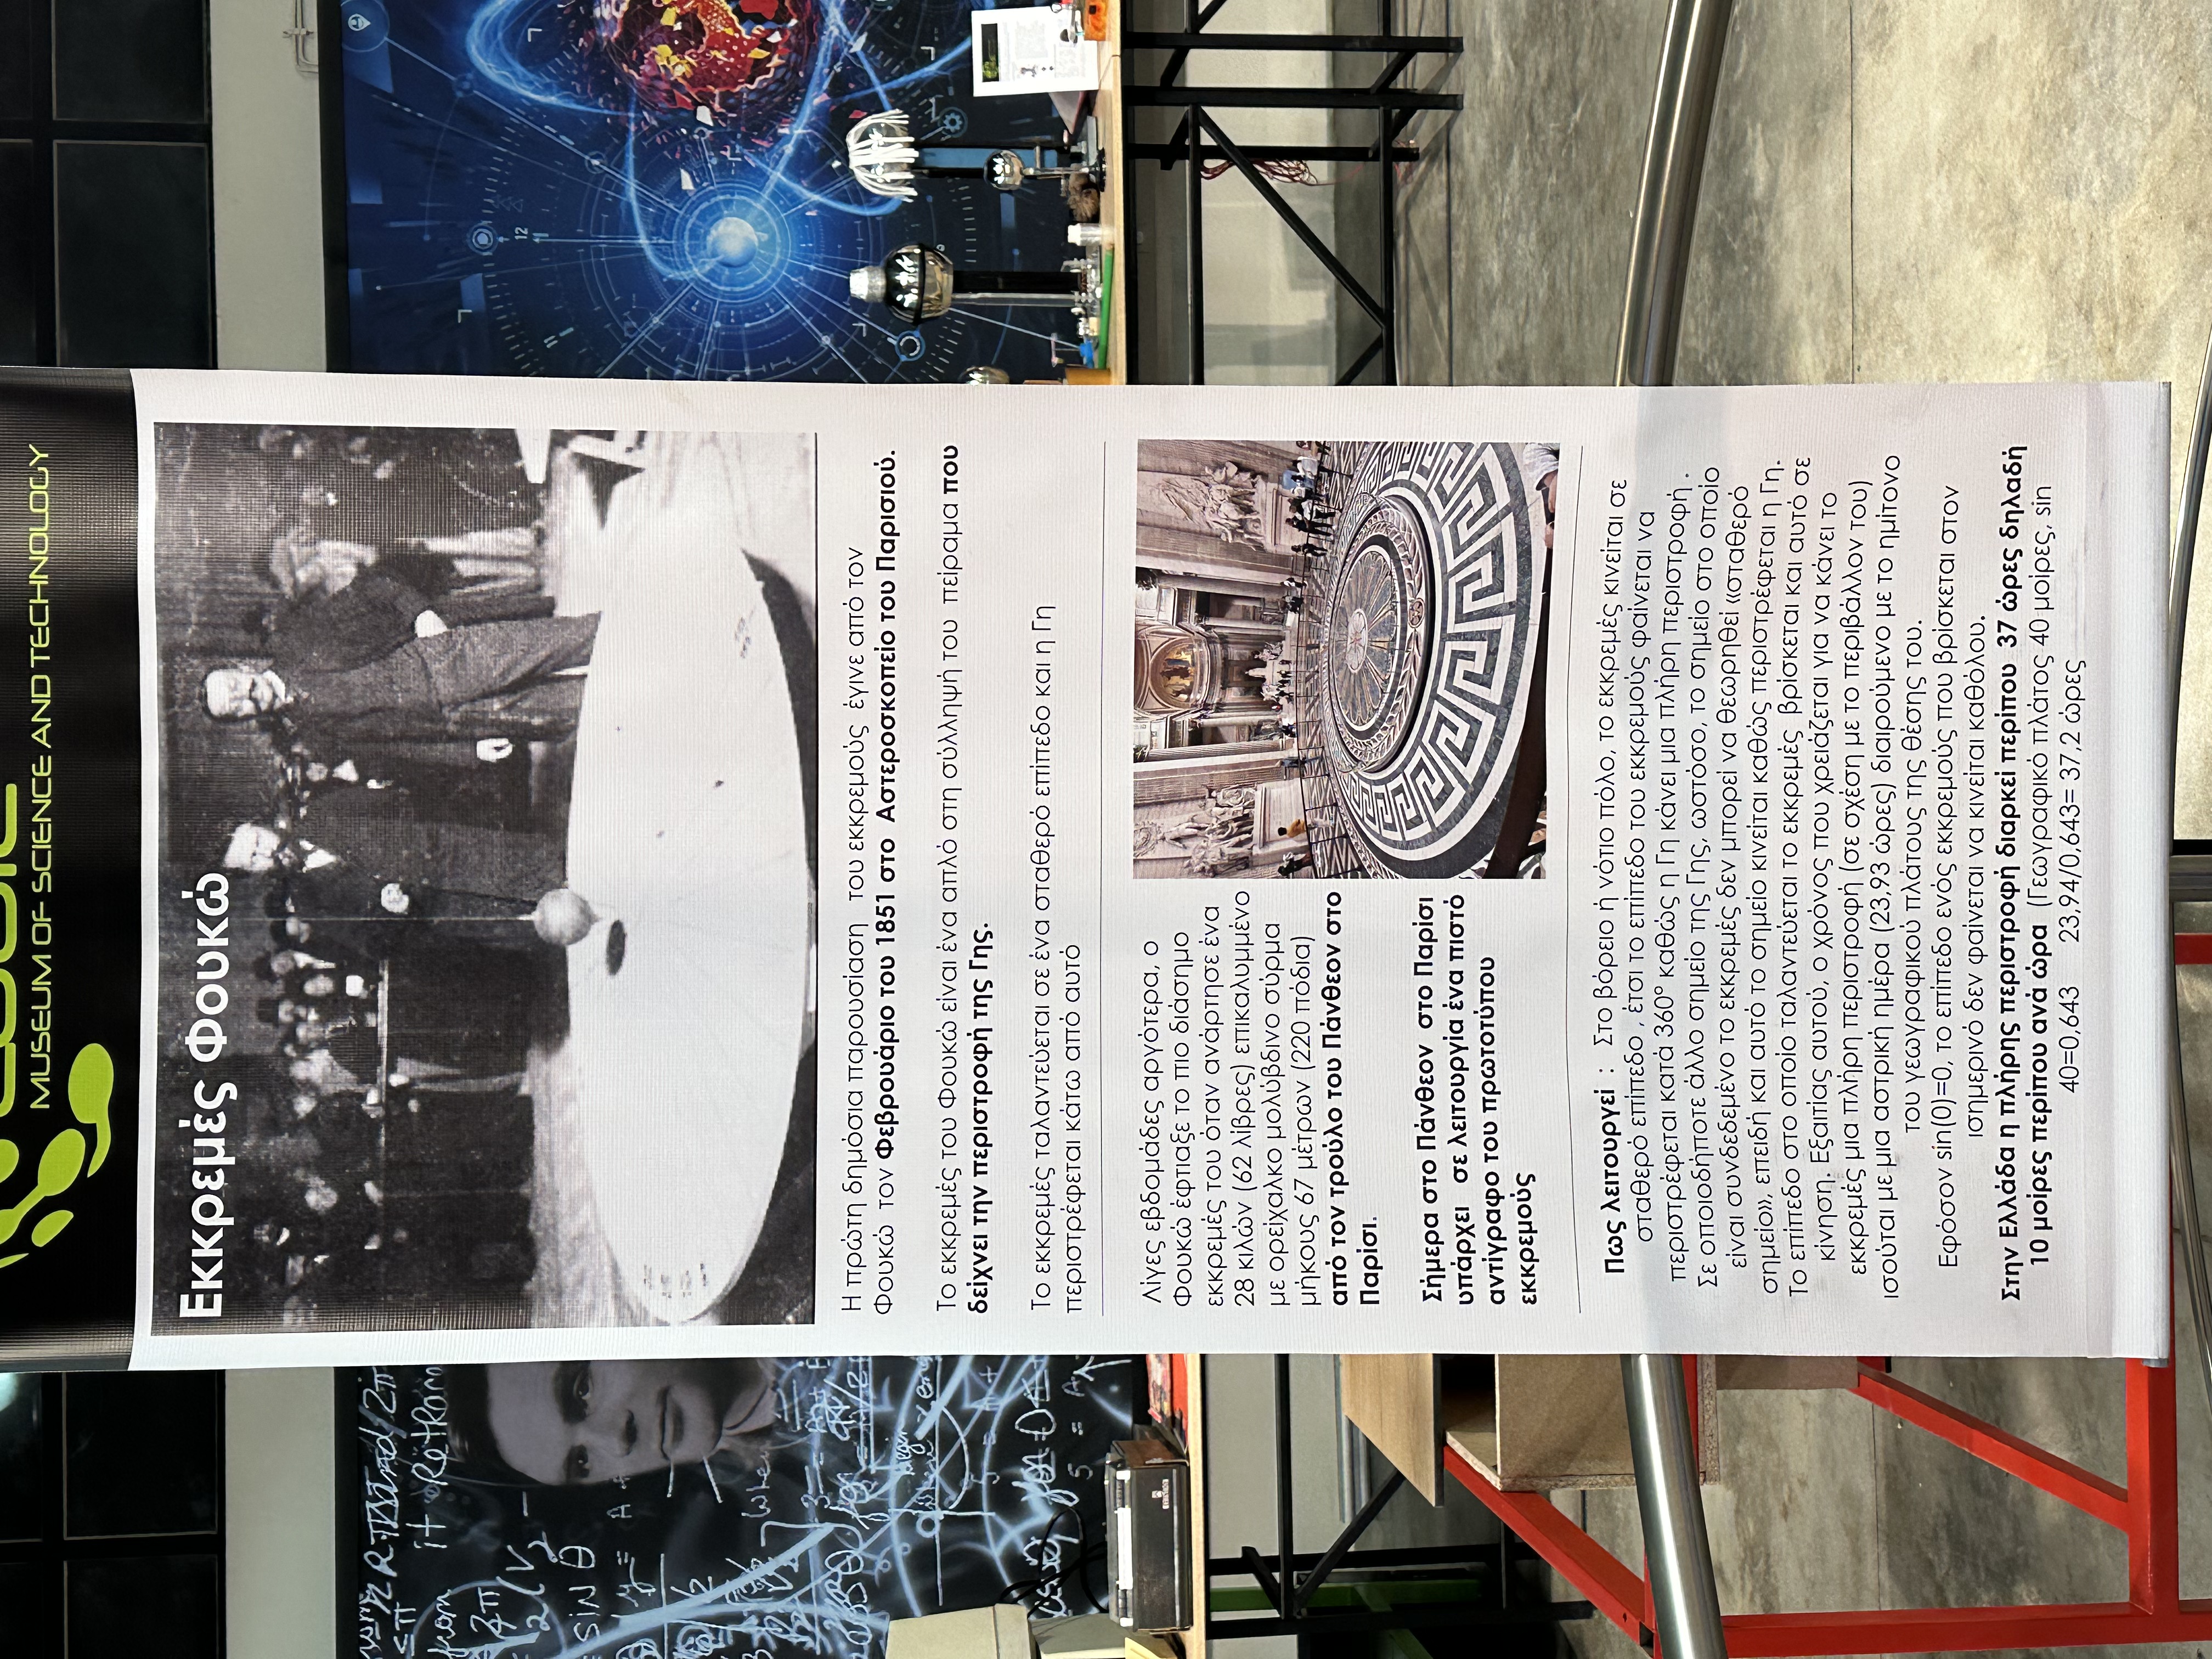 MUSEUM OF SCIENCE AND TECHNOLOGY
Εκκρεμές Φουκώ
Η πρώτη δημόσια παρουσίαση του εκκρεμούς έγινε από τον
Φουκώ τον Φεβρουάριο του 1851 στο Αστεροσκοπείο του Παρισιού.
Το εκκρεμές του Φουκώ είναι ένα απλό στη σύλληψή του πείραμα που
δείχνει την περιστροφή της Γης.
Το εκκρεμές ταλαντεύεται σε ένα σταθερό επίπεδο και η Γη
περιστρέφεται κάτω από αυτό
Λίγες εβδομάδες αργότερα, ο
Φουκώ έφτιαξε το πιο διάσημο
εκκρεμές του όταν ανάρτησε ένα
28 κιλών (62 λίβρες) επικαλυμμένο
με ορείχαλκο μολύβδινο σύρμα
μήκους 67 μέτρων (220 πόδια)
από τον τρούλο του Πάνθεον στο
Παρίσι.
Σήμερα στο Πάνθεον στο Παρίσι
υπάρχει σε λειτουργία ένα πιστό
αντίγραφο του πρωτοτύπου
εκκρεμούς
Πως λειτουργεί : Στο βόρειο ή νότιο πόλο, το εκκρεμές κινείται σε
σταθερό επίπεδο , έτσι το επίπεδο του εκκρεμούς φαίνεται να
περιστρέφεται κατά 360° καθώς η Γη κάνει μια πλήρη περιστροφή .
Σε οποιοδήποτε άλλο σημείο της Γης, ωστόσο, το σημείο στο οποίο
είναι συνδεδεμένο το εκκρεμές δεν μπορεί να θεωρηθεί «σταθερό
σημείο», επειδή και αυτό το σημείο κινείται καθώς περιστρέφεται η Γη.
Το επίπεδο στο οποίο ταλαντεύεται το εκκρεμές βρίσκεται και αυτό σε
κίνηση. Εξαιτίας αυτού, ο χρόνος που χρειάζεται για να κάνει το
εκκρεμές μια πλήρη περιστροφή (σε σχέση με το περιβάλλον του)
ισούται με μια αστρική ημέρα (23,93 ώρες) διαιρούμενο με το ημίτονο
του γεωγραφικού πλάτους της θέσης του.
Εφόσον sin(0)=0, το επίπεδο ενός εκκρεμούς που βρίσκεται στον
ισημερινό δεν φαίνεται να κινείται καθόλου.
Στην Ελλάδα η πλήρης περιστροφή διαρκεί περίπου 37 ώρες δηλαδή
10 μοίρες περίπου ανά ώρα (Γεωγραφικό πλάτος 40 μοίρες, sin
40=0,643 23,94/0,643= 37,2 ώρες
it
from
2π
sin θ
12